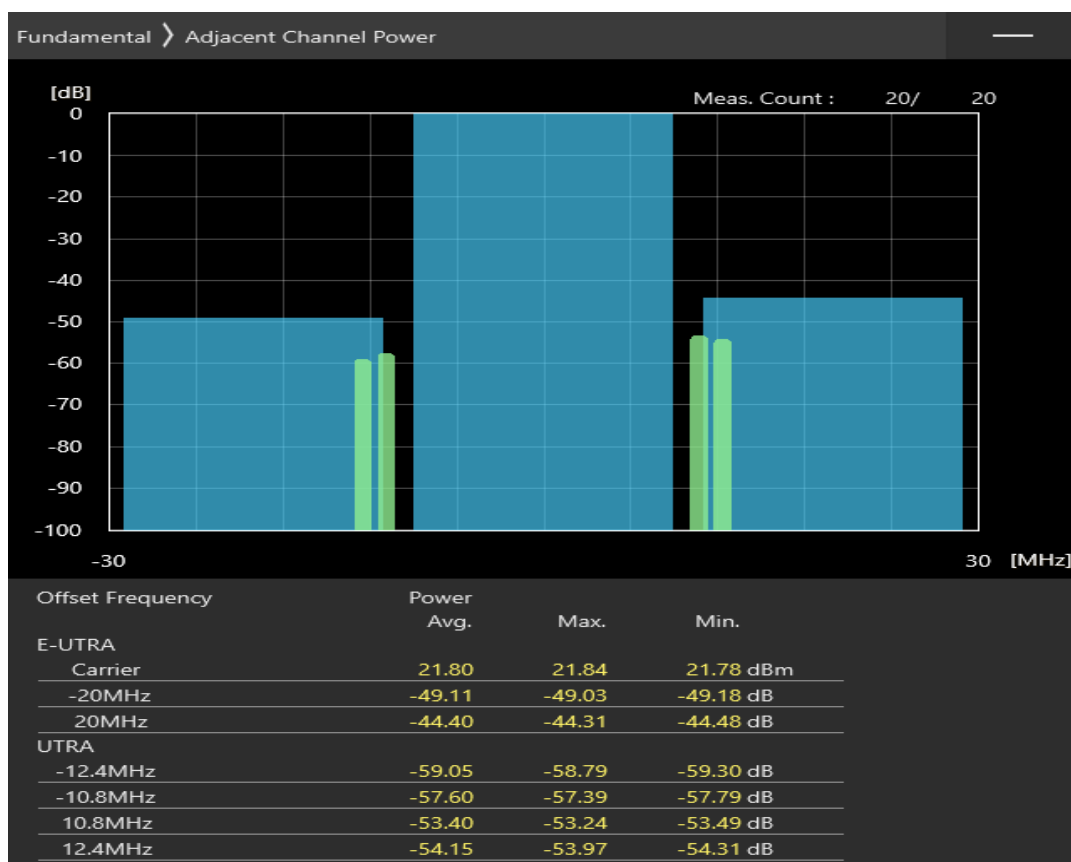 Fundamental ❯ Adjacent Channel Power
[dB]
Meas. Count : 20/ 20
0
-10
-20
-30
-40
-50
-60
-70
-80
-90
-100
-30 30 [MHz]
Offset Frequency Power
Avg. Max. Min.
E-UTRA
Carrier 21.80 21.84 21.78 dBm
-20MHz -49.11 -49.03 -49.18 dB
20MHz -44.40 -44.31 -44.48 dB
UTRA
-12.4MHz -59.05 -58.79 -59.30 dB
-10.8MHz -57.60 -57.39 -57.79 dB
10.8MHz -53.40 -53.24 -53.49 dB
12.4MHz -54.15 -53.97 -54.31 dB